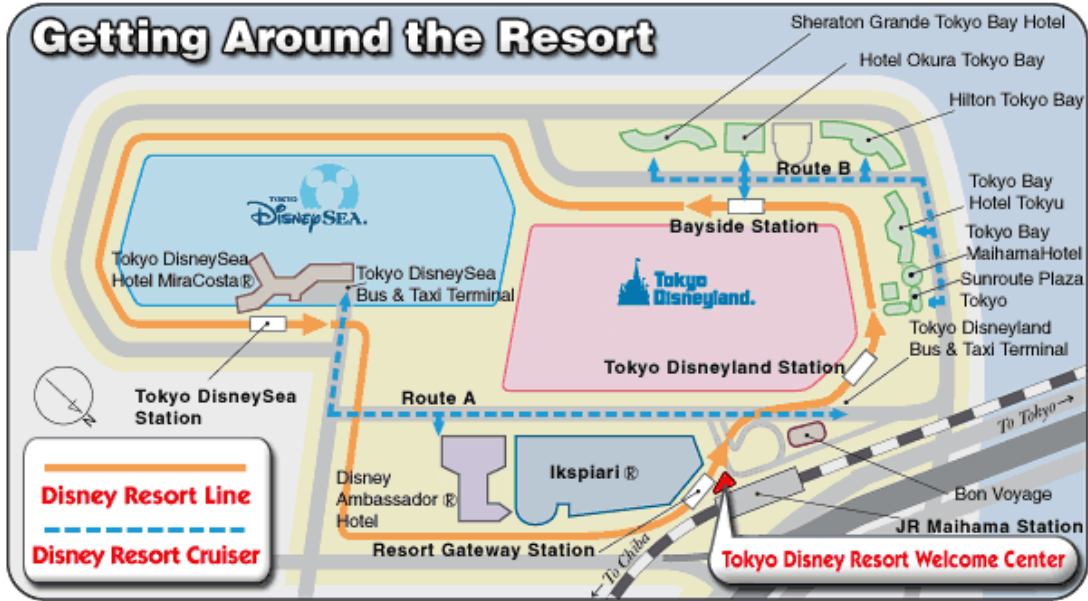 Getting Around the Resort
Sheraton Grande Tokyo Bay Hotel
Hotel Okura Tokyo Bay
Hilton Tokyo Bay
Route B
Tokyo Bay
Hotel Tokyu
Bayside Station
Tokyo Bay
MaihamaHotel
Sunroute Plaza
Tokyo
TOKYO
DISNEYSEA.
Tokyo DisneySea
Hotel MiraCosta®
Tokyo DisneySea
Bus & Taxi Terminal
Tokyo
Disneyland.
Tokyo Disneyland
Bus & Taxi Terminal
Tokyo Disneyland Station
Tokyo DisneySea
Station
Route A
N
To Tokyo →
Disney
Ambassador ®
Hotel
Ikspiari ®
Bon Voyage
JR Maihama Station
Resort Gateway Station
← To Chiba
Tokyo Disney Resort Welcome Center
Disney Resort Line
Disney Resort Cruiser